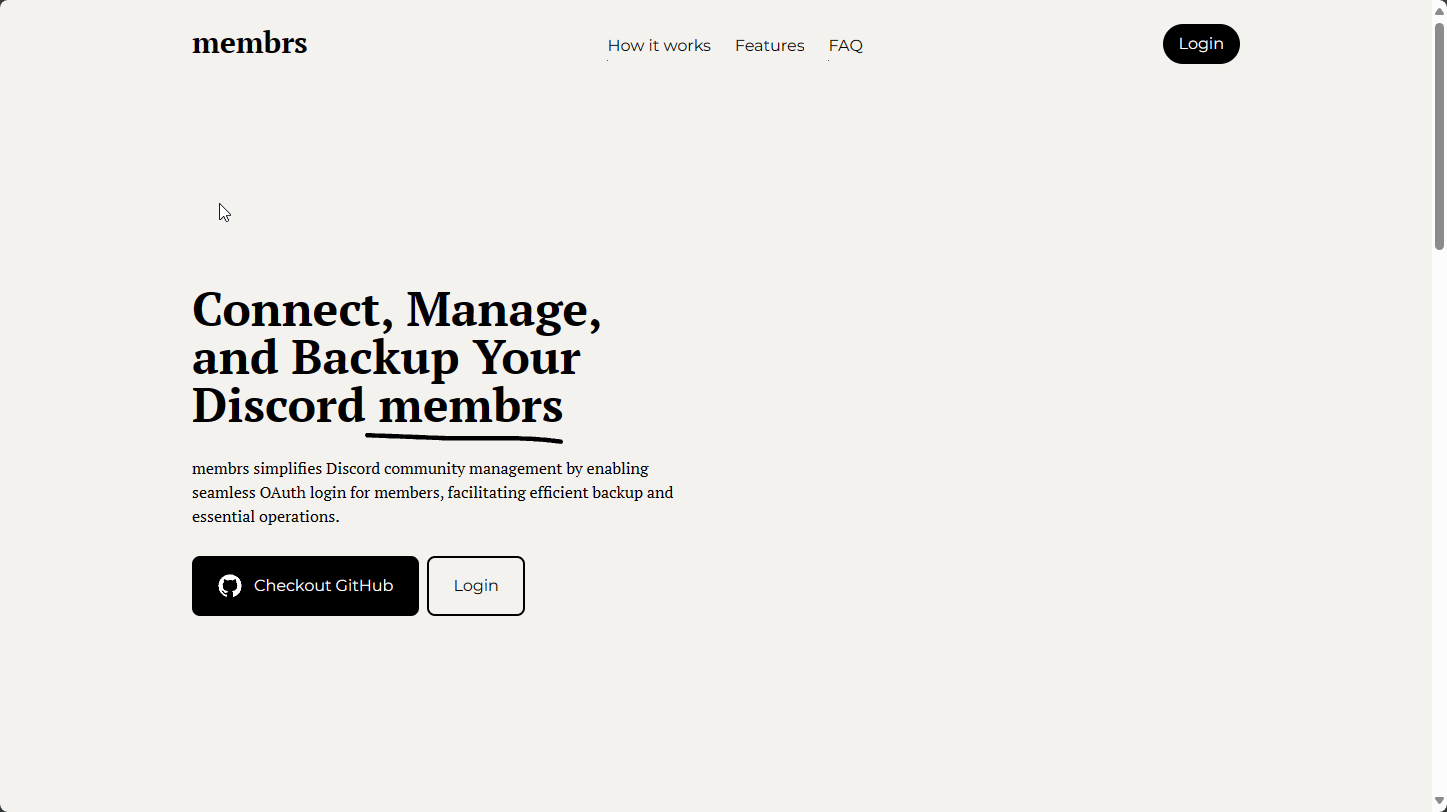 membrs
How it works
Features
FAQ
Login
Connect, Manage,
and Backup Your
Discord membrs
membrs simplifies Discord community management by enabling
seamless OAuth login for members, facilitating efficient backup and
essential operations.
Checkout GitHub
Login